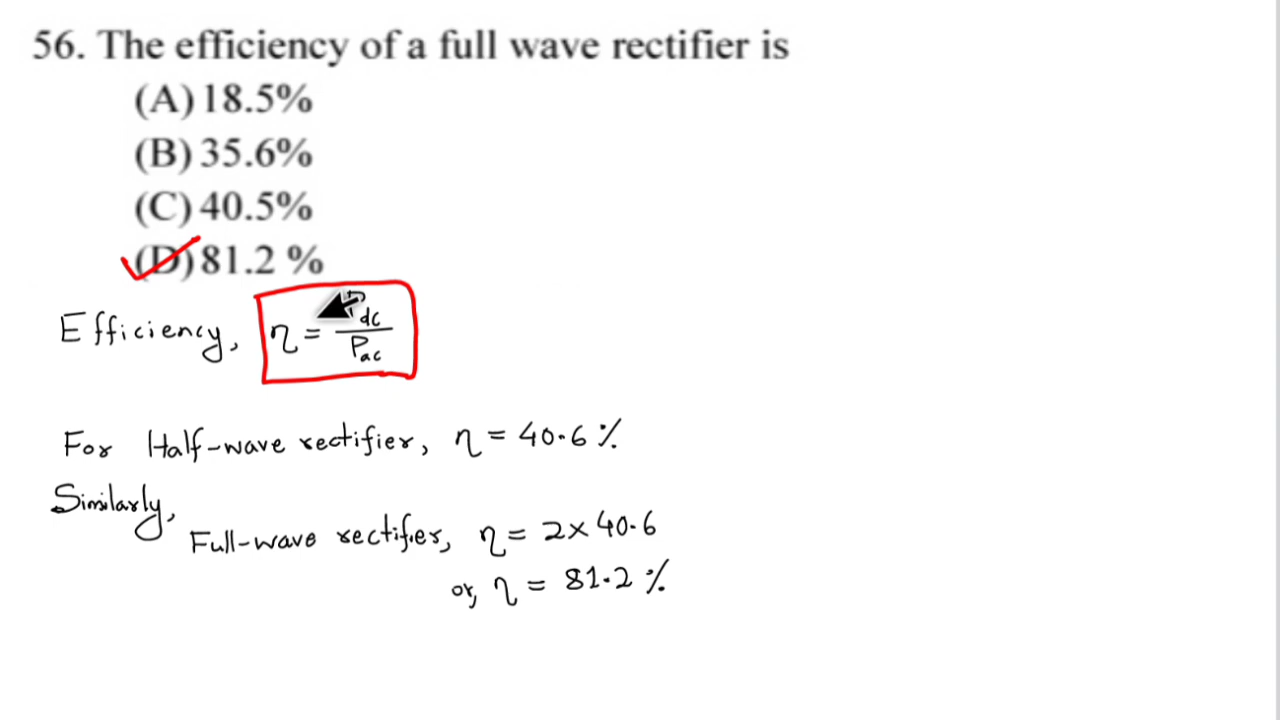 56. The efficiency of a full wave rectifier is
(A) 18.5%
(B) 35.6%
(C) 40.5%
(D) 81.2 %
Efficiency, η = Pdc / Pac
For Half-wave rectifier, η = 40.6 %
Similarly,
Full-wave rectifier, η = 2 × 40.6
or, η = 81.2 %